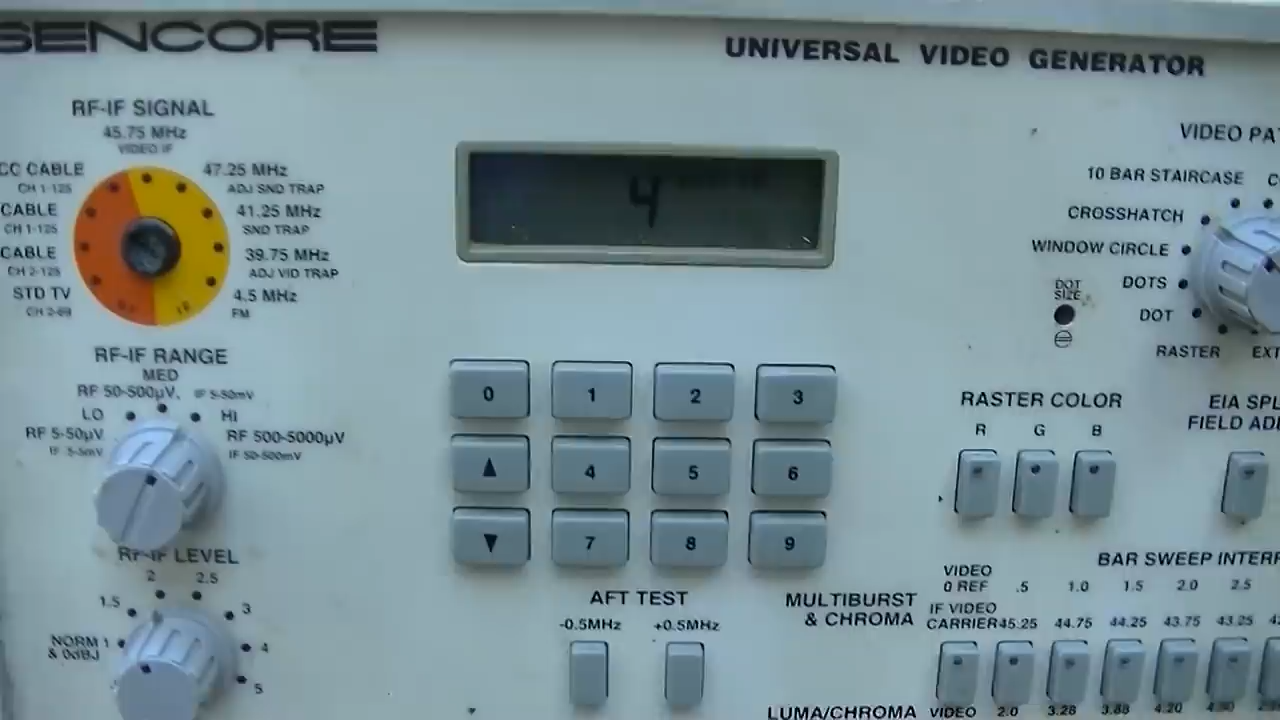 SENCORE
UNIVERSAL VIDEO GENERATOR
RF-IF SIGNAL
45.75 MHz
VIDEO IF
CC CABLE
CH 1-125
CABLE
CH 1-125
CABLE
CH 2-125
STD TV
CH 2-69
47.25 MHz
ADJ SND TRAP
41.25 MHz
SND TRAP
39.75 MHz
ADJ VID TRAP
4.5 MHz
FM
4
VIDEO PA
10 BAR STAIRCASE
CROSSHATCH
WINDOW CIRCLE
DOTS
DOT
RASTER EXT
DOT
SIZE
RF-IF RANGE
MED
RF 50-500µV, IF 5-50mV
LO
RF 5-50µV
IF .5-5mV
HI
RF 500-5000µV
IF 50-500mV
0 1 2 3
▲ 4 5 6
▼ 7 8 9
RASTER COLOR
R G B
EIA SPL
FIELD AD
RF-IF LEVEL
1.5 2 2.5 3 4 5
NORM 1
& 0dBJ
AFT TEST
-0.5MHz +0.5MHz
BAR SWEEP INTER
MULTIBURST
& CHROMA
VIDEO
0 REF .5 1.0 1.5 2.0 2.5
IF VIDEO
CARRIER 45.25 44.75 44.25 43.75 43.25
LUMA/CHROMA VIDEO 2.0 3.28 3.88 4.20